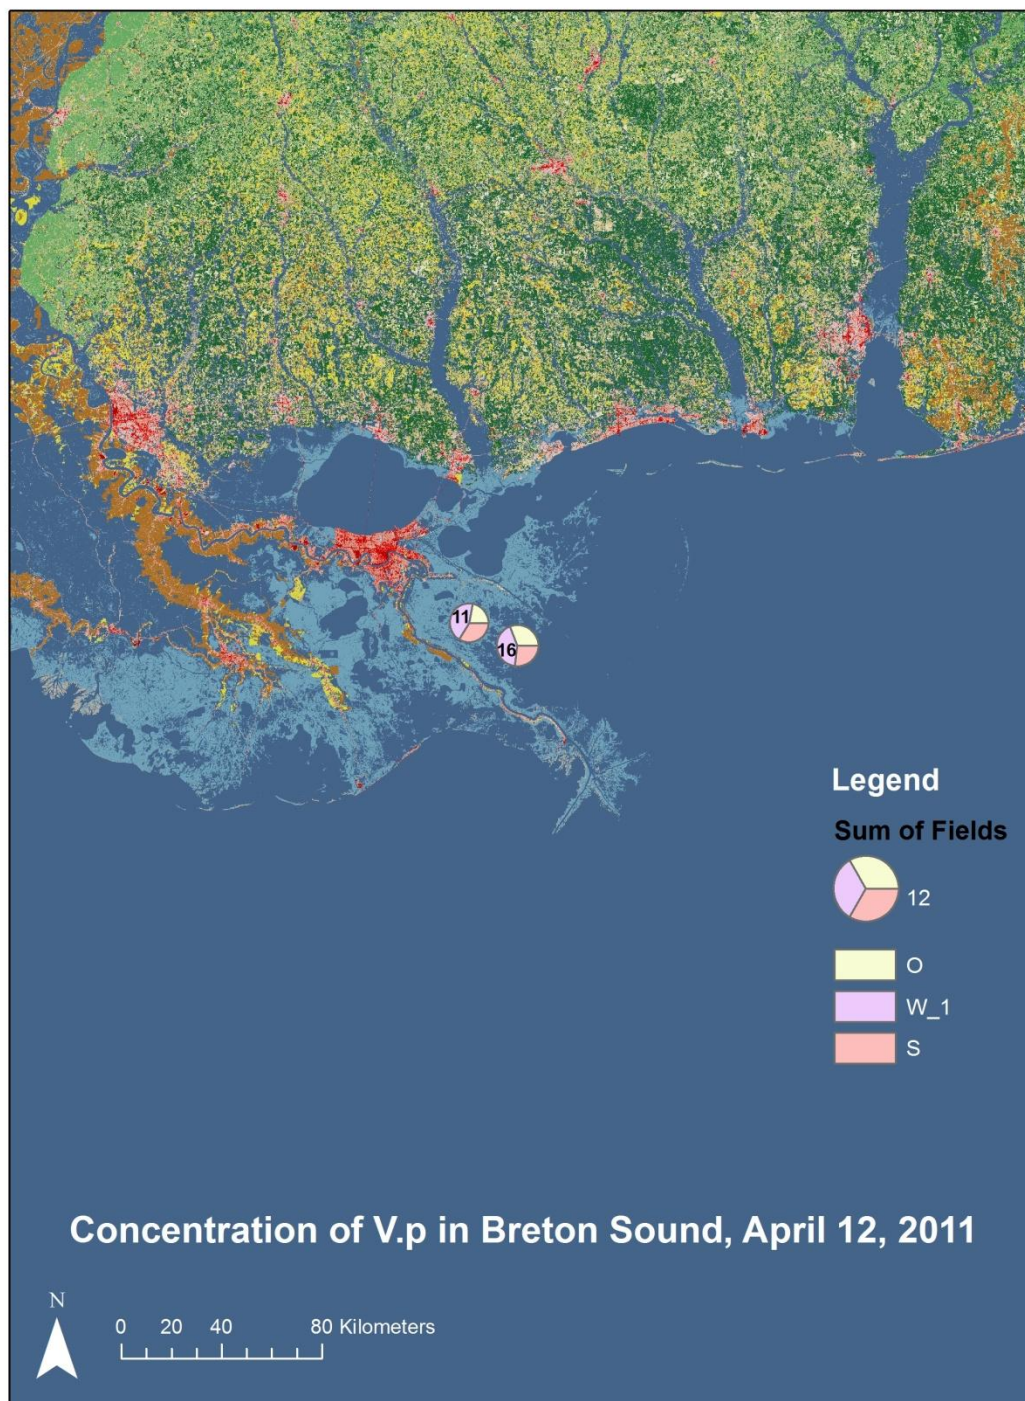 11
16
Legend
Sum of Fields
12
O
W_1
S
Concentration of V.p in Breton Sound, April 12, 2011
N
0 20 40 80 Kilometers